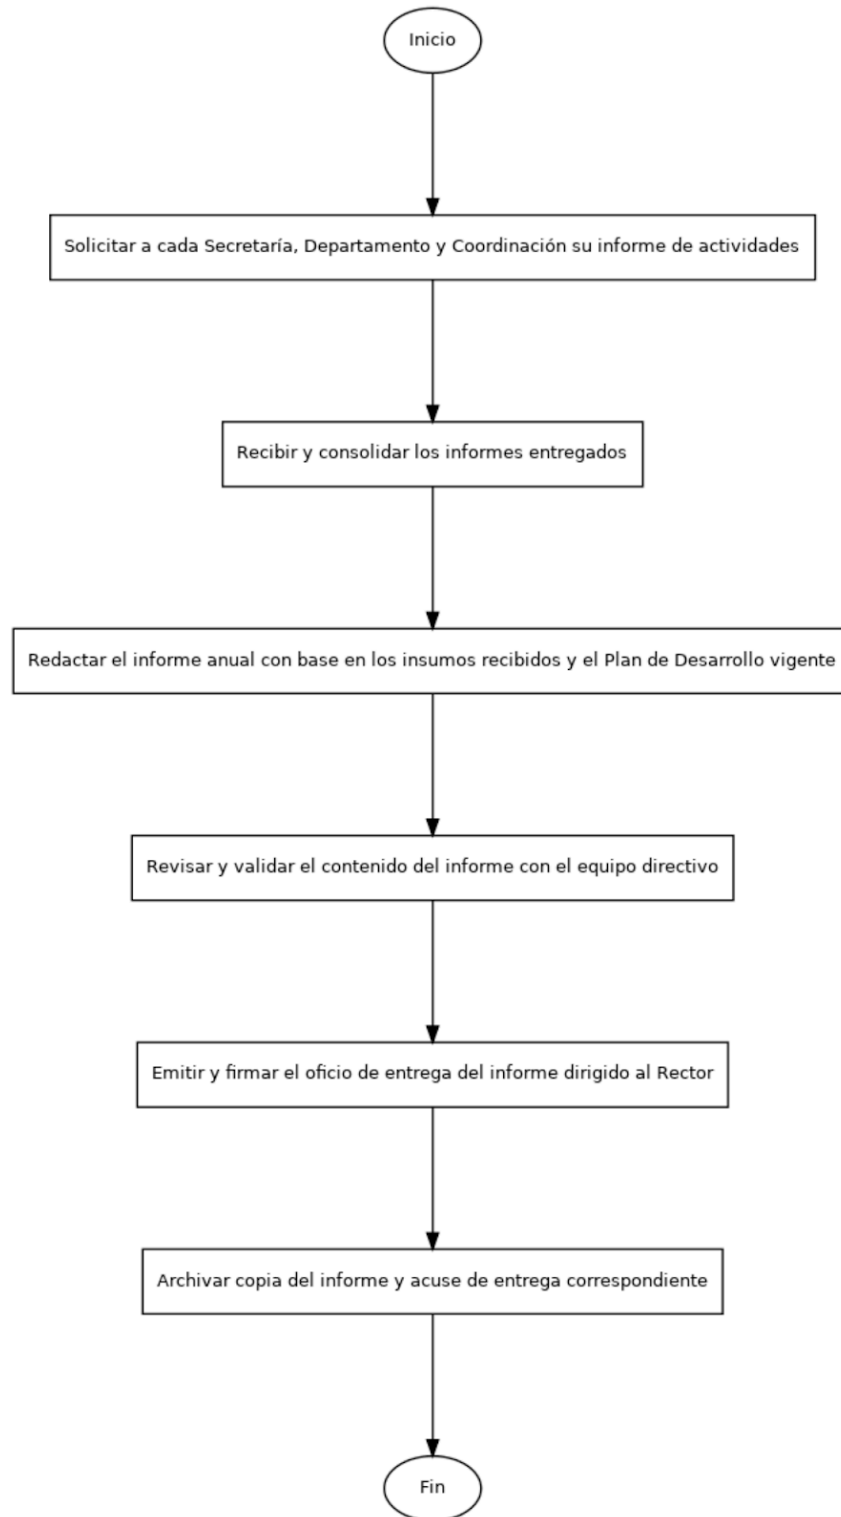 Inicio
Solicitar a cada Secretaría, Departamento y Coordinación su informe de actividades
Recibir y consolidar los informes entregados
Redactar el informe anual con base en los insumos recibidos y el Plan de Desarrollo vigente
Revisar y validar el contenido del informe con el equipo directivo
Emitir y firmar el oficio de entrega del informe dirigido al Rector
Archivar copia del informe y acuse de entrega correspondiente
Fin